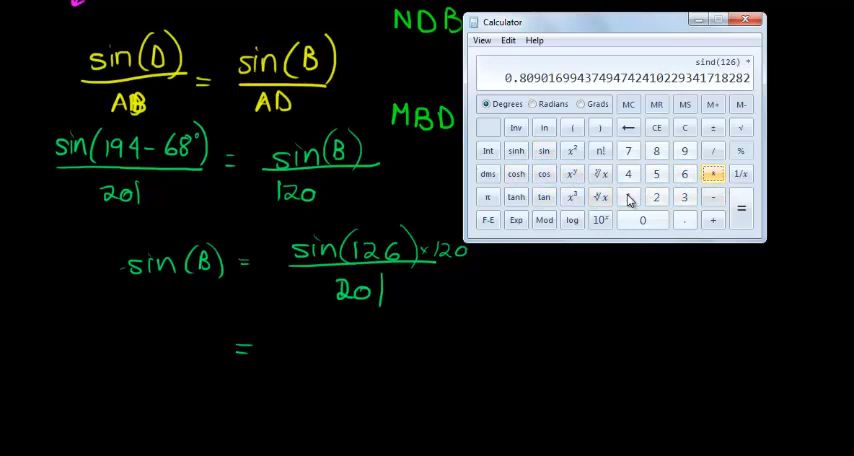 NDB
sin(D) / AB = sin(B) / AD
MBD
sin(194-68°) / 201 = sin(B) / 120
sin(B) = sin(126)×120 / 201
=
Calculator
View Edit Help
sind(126) *
0.80901699437494742410229341718282
Degrees Radians Grads MC MR MS M+ M-
Inv ln ( ) ← CE C ± √
Int sinh sin x² n! 7 8 9 / %
dms cosh cos xʸ ʸ√x 4 5 6 * 1/x
π tanh tan x³ ³√x 2 3 - =
F-E Exp Mod log 10ˣ 0 . +